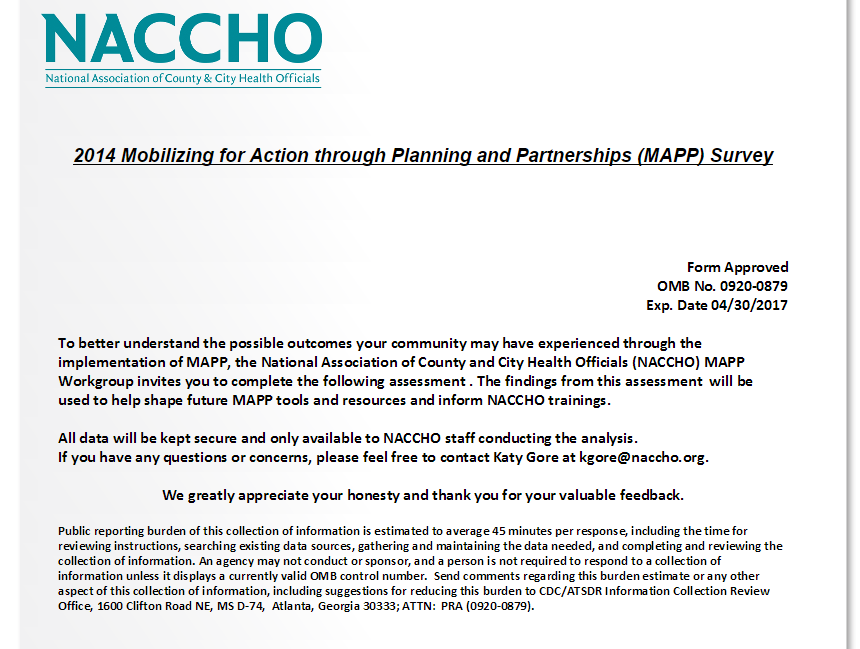 NACCHO
National Association of County & City Health Officials
2014 Mobilizing for Action through Planning and Partnerships (MAPP) Survey
Form Approved
OMB No. 0920-0879
Exp. Date 04/30/2017
To better understand the possible outcomes your community may have experienced through the
implementation of MAPP, the National Association of County and City Health Officials (NACCHO) MAPP
Workgroup invites you to complete the following assessment . The findings from this assessment will be
used to help shape future MAPP tools and resources and inform NACCHO trainings.
All data will be kept secure and only available to NACCHO staff conducting the analysis.
If you have any questions or concerns, please feel free to contact Katy Gore at kgore@naccho.org.
We greatly appreciate your honesty and thank you for your valuable feedback.
Public reporting burden of this collection of information is estimated to average 45 minutes per response, including the time for
reviewing instructions, searching existing data sources, gathering and maintaining the data needed, and completing and reviewing the
collection of information. An agency may not conduct or sponsor, and a person is not required to respond to a collection of
information unless it displays a currently valid OMB control number. Send comments regarding this burden estimate or any other
aspect of this collection of information, including suggestions for reducing this burden to CDC/ATSDR Information Collection Review
Office, 1600 Clifton Road NE, MS D-74, Atlanta, Georgia 30333; ATTN: PRA (0920-0879).